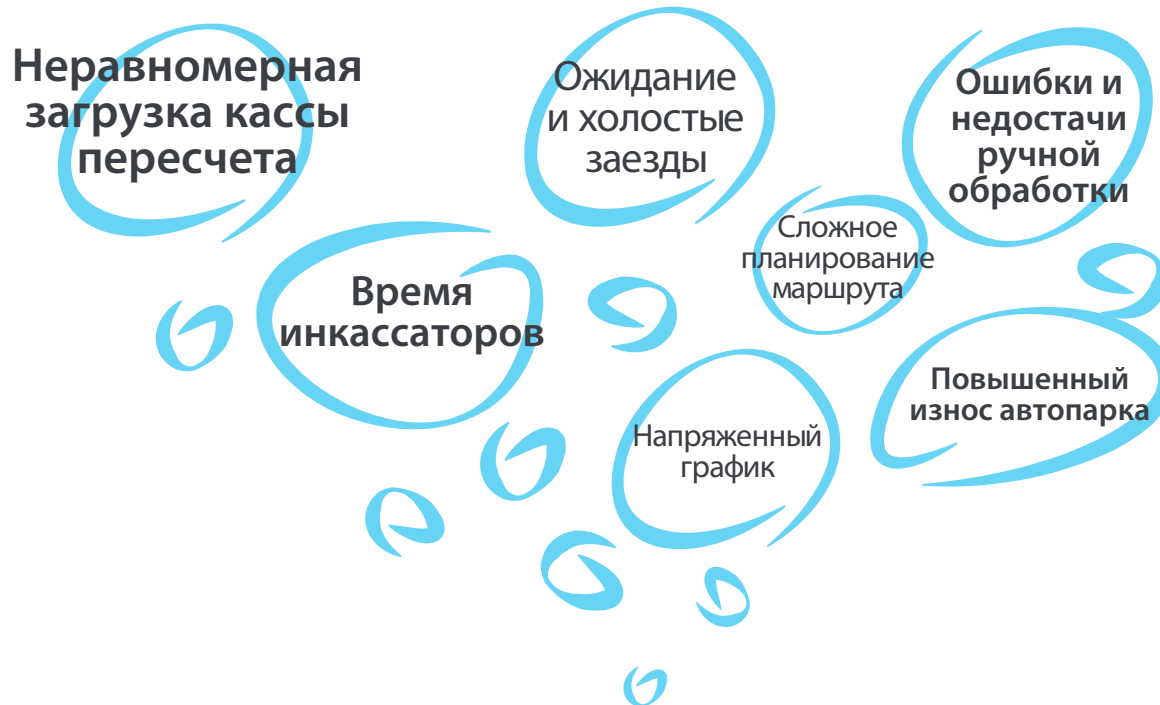 Неравномерная
загрузка кассы
пересчета
Ожидание
и холостые
заезды
Ошибки и
недостачи
ручной
обработки
Сложное
планирование
маршрута
Время
инкассаторов
Повышенный
износ автопарка
Напряженный
график